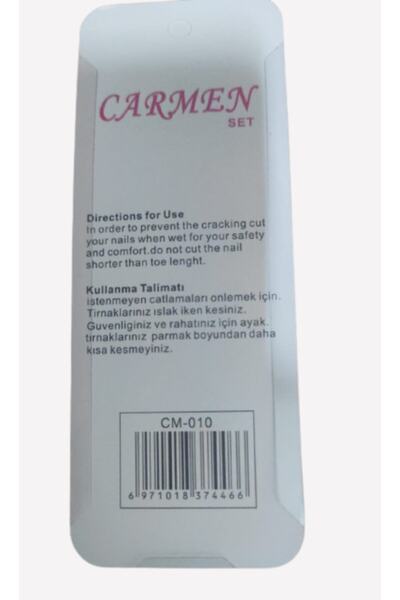 CARMEN
SET
Directions for Use
In order to prevent the cracking cut
your nails when wet for your safety
and comfort.do not cut the nail
shorter than toe lenght.
Kullanma Talimatı
istenmeyen catlamaları onlemek için.
Tirnaklarınız ıslak iken kesiniz.
Guvenliginiz ve rahatınız için ayak.
tırnaklarınız parmak boyundan daha
kısa kesmeyiniz.
CM-010
6 971018 374466